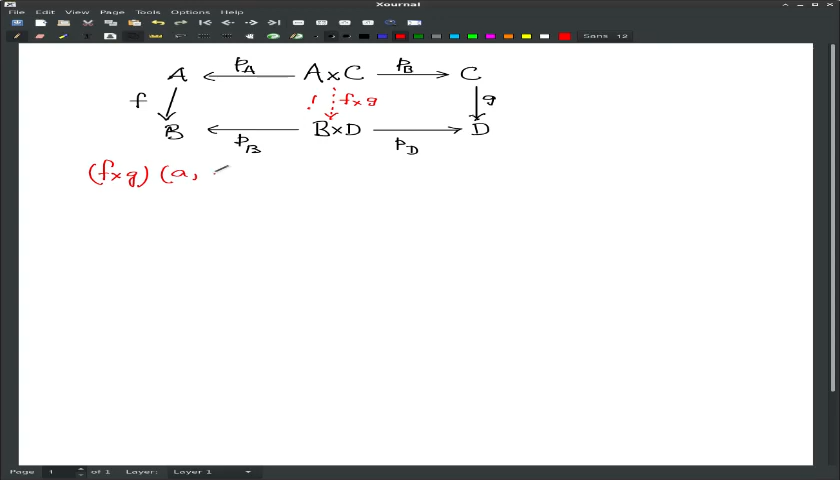 Xournal
File Edit View Page Tools Options Help
Sans 12
A p_A A×C p_B C
f ! f×g g
B p_B B×D p_D D
(f×g) (a,
Page 1 of 1 Layer: Layer 1